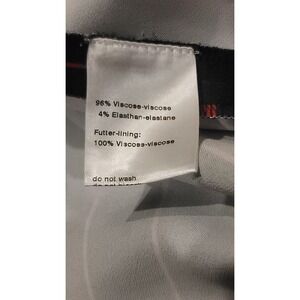 96% Viscose-viscose
4% Elasthan-elastane
Futter-lining:
100% Viscose-viscose
do not wash